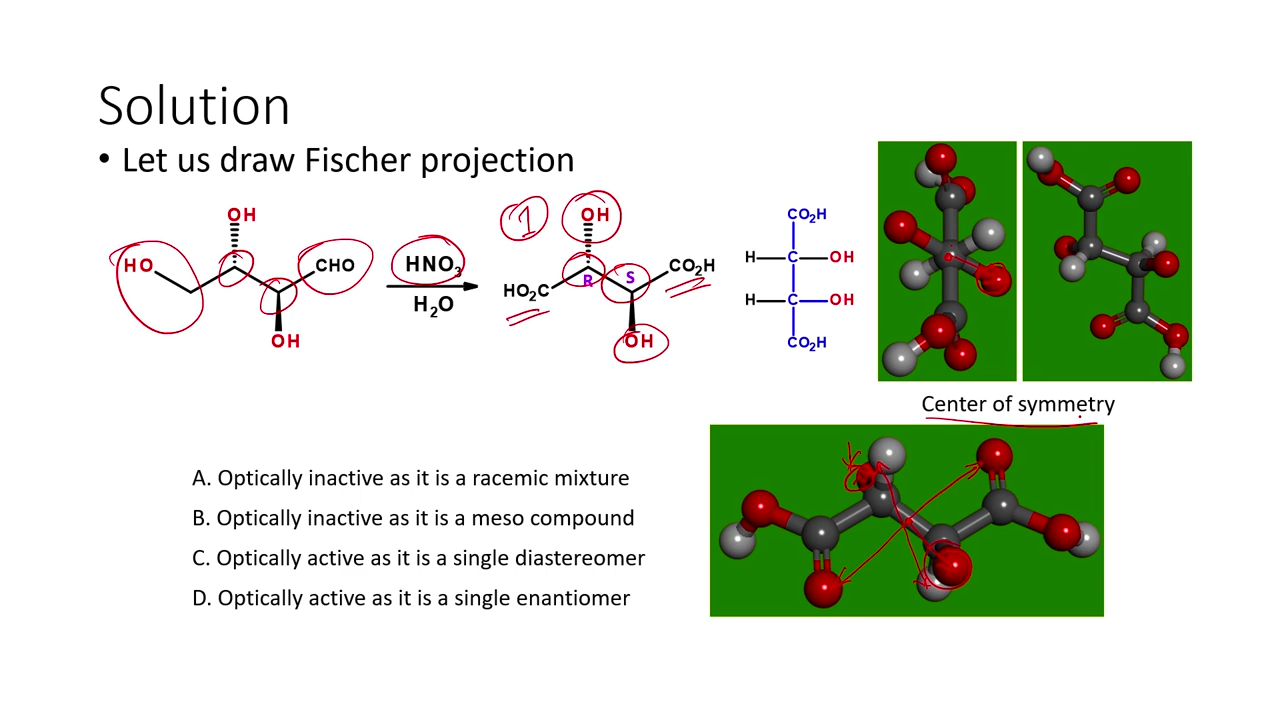 Solution
• Let us draw Fischer projection
OH
HO
CHO
OH
HNO3
H2O
1
OH
HO2C
R
S
CO2H
OH
CO2H
H C OH
H C OH
CO2H
Center of symmetry
A. Optically inactive as it is a racemic mixture
B. Optically inactive as it is a meso compound
C. Optically active as it is a single diastereomer
D. Optically active as it is a single enantiomer